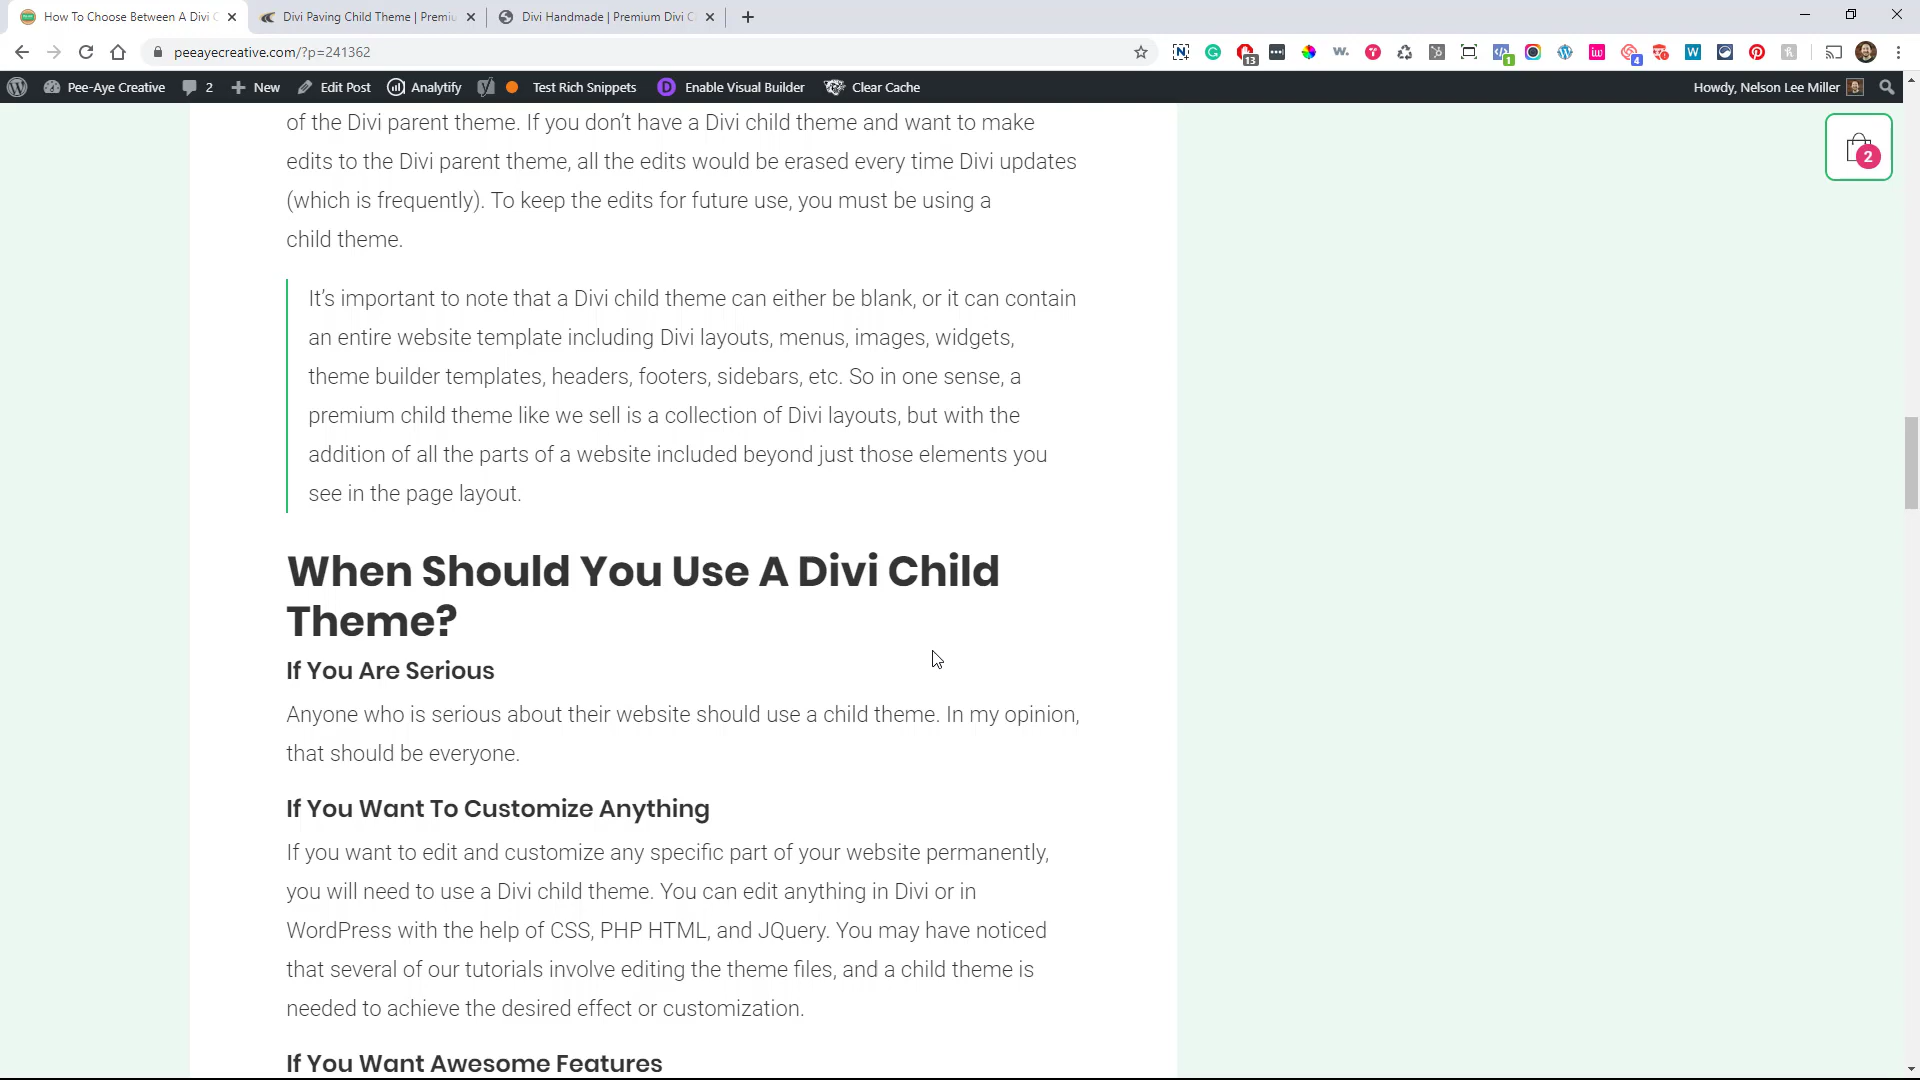 How To Choose Between A Divi C
Divi Paving Child Theme | Premiu
Divi Handmade | Premium Divi C
peeayecreative.com/?p=241362
13
1
4
Pee-Aye Creative
2
New
Edit Post
Analytify
Test Rich Snippets
D
Enable Visual Builder
Clear Cache
Howdy, Nelson Lee Miller
2
of the Divi parent theme. If you don’t have a Divi child theme and want to make
edits to the Divi parent theme, all the edits would be erased every time Divi updates
(which is frequently). To keep the edits for future use, you must be using a
child theme.
It’s important to note that a Divi child theme can either be blank, or it can contain
an entire website template including Divi layouts, menus, images, widgets,
theme builder templates, headers, footers, sidebars, etc. So in one sense, a
premium child theme like we sell is a collection of Divi layouts, but with the
addition of all the parts of a website included beyond just those elements you
see in the page layout.
When Should You Use A Divi Child
Theme?
If You Are Serious
Anyone who is serious about their website should use a child theme. In my opinion,
that should be everyone.
If You Want To Customize Anything
If you want to edit and customize any specific part of your website permanently,
you will need to use a Divi child theme. You can edit anything in Divi or in
WordPress with the help of CSS, PHP HTML, and JQuery. You may have noticed
that several of our tutorials involve editing the theme files, and a child theme is
needed to achieve the desired effect or customization.
If You Want Awesome Features